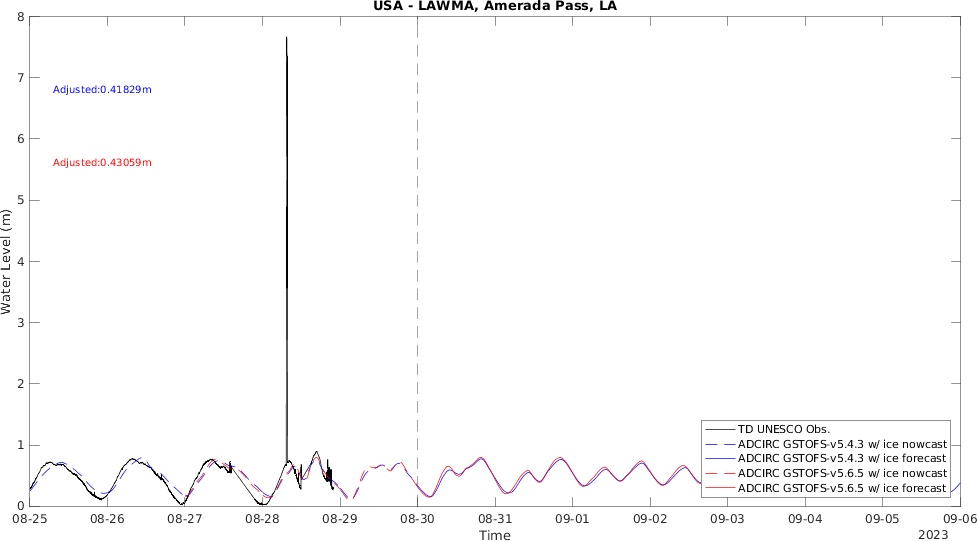 USA - LAWMA, Amerada Pass, LA
8
7
6
5
4
3
2
1
0
Water Level (m)
Adjusted:0.41829m
Adjusted:0.43059m
TD UNESCO Obs.
ADCIRC GSTOFS-v5.4.3 w/ ice nowcast
ADCIRC GSTOFS-v5.4.3 w/ ice forecast
ADCIRC GSTOFS-v5.6.5 w/ ice nowcast
ADCIRC GSTOFS-v5.6.5 w/ ice forecast
08-25 08-26 08-27 08-28 08-29 08-30 08-31 09-01 09-02 09-03 09-04 09-05 09-06
Time
2023